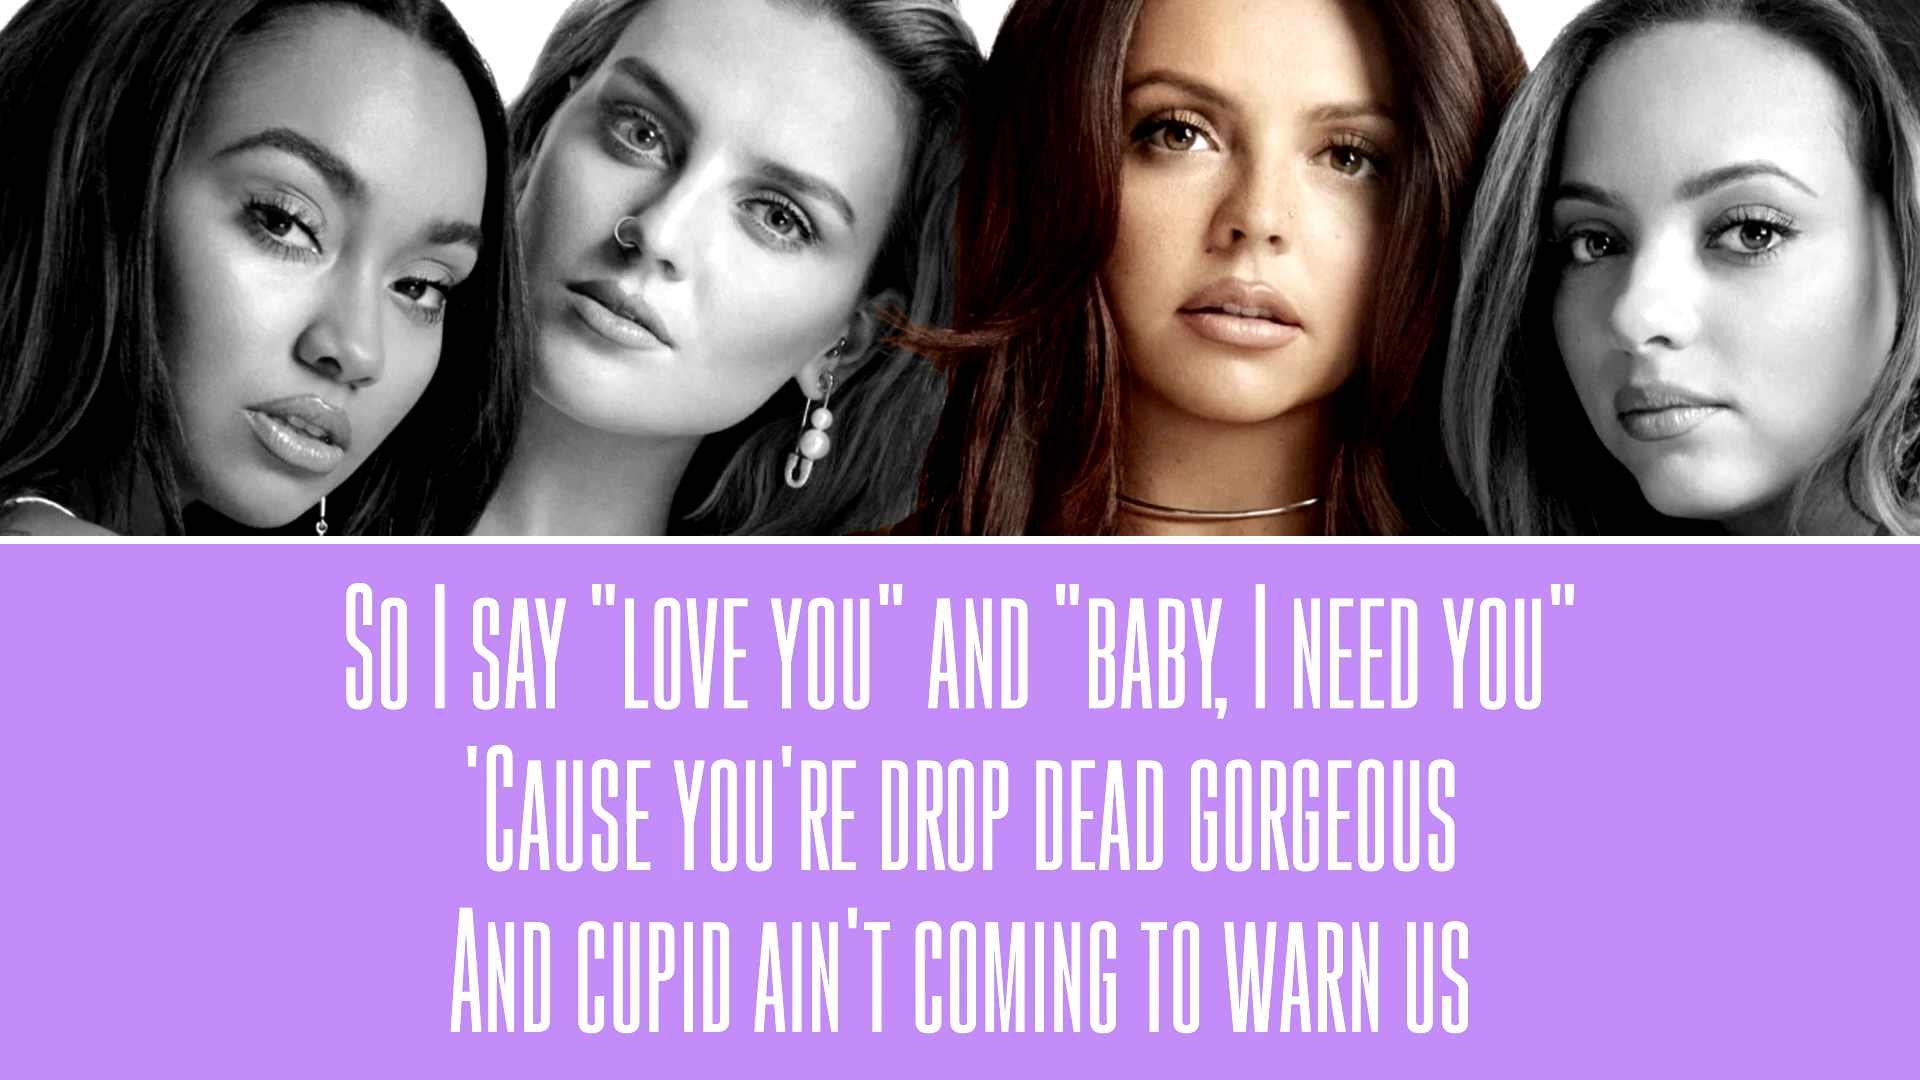 So I say "love you" and "baby, I need you"
'Cause you're drop dead gorgeous
And cupid ain't coming to warn us